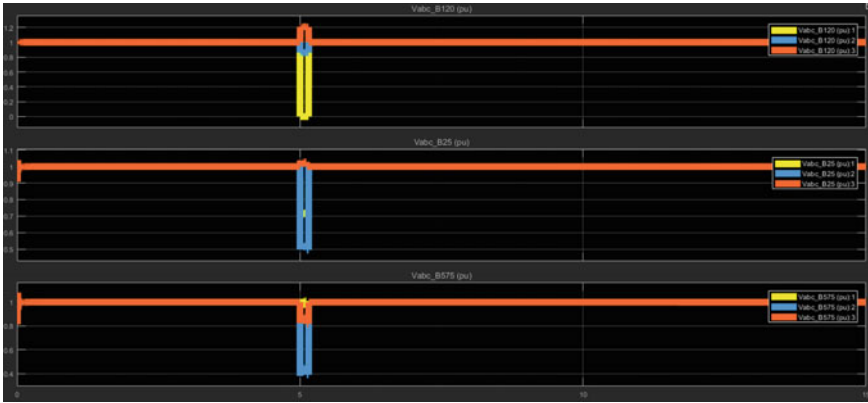 Vabc_B120 (pu)
1.2
1
0.8
0.6
0.4
0.2
0
Vabc_B120 (pu):1
Vabc_B120 (pu):2
Vabc_B120 (pu):3
Vabc_B25 (pu)
1.1
1
0.9
0.8
0.7
0.6
0.5
Vabc_B25 (pu):1
Vabc_B25 (pu):2
Vabc_B25 (pu):3
Vabc_B575 (pu)
1
0.8
0.6
0.4
Vabc_B575 (pu):1
Vabc_B575 (pu):2
Vabc_B575 (pu):3
0
5
10